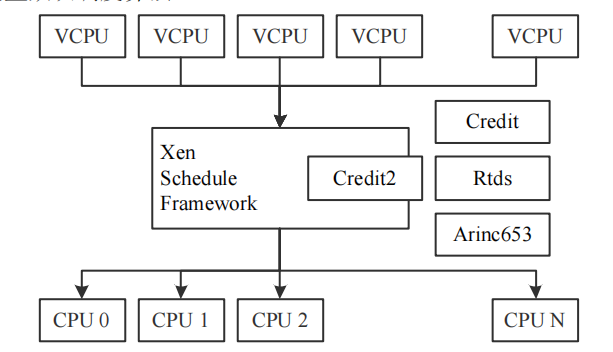 VCPU VCPU VCPU VCPU VCPU
Credit
Xen
Schedule
Framework
Credit2
Rtds
Arinc653
CPU 0 CPU 1 CPU 2 CPU N